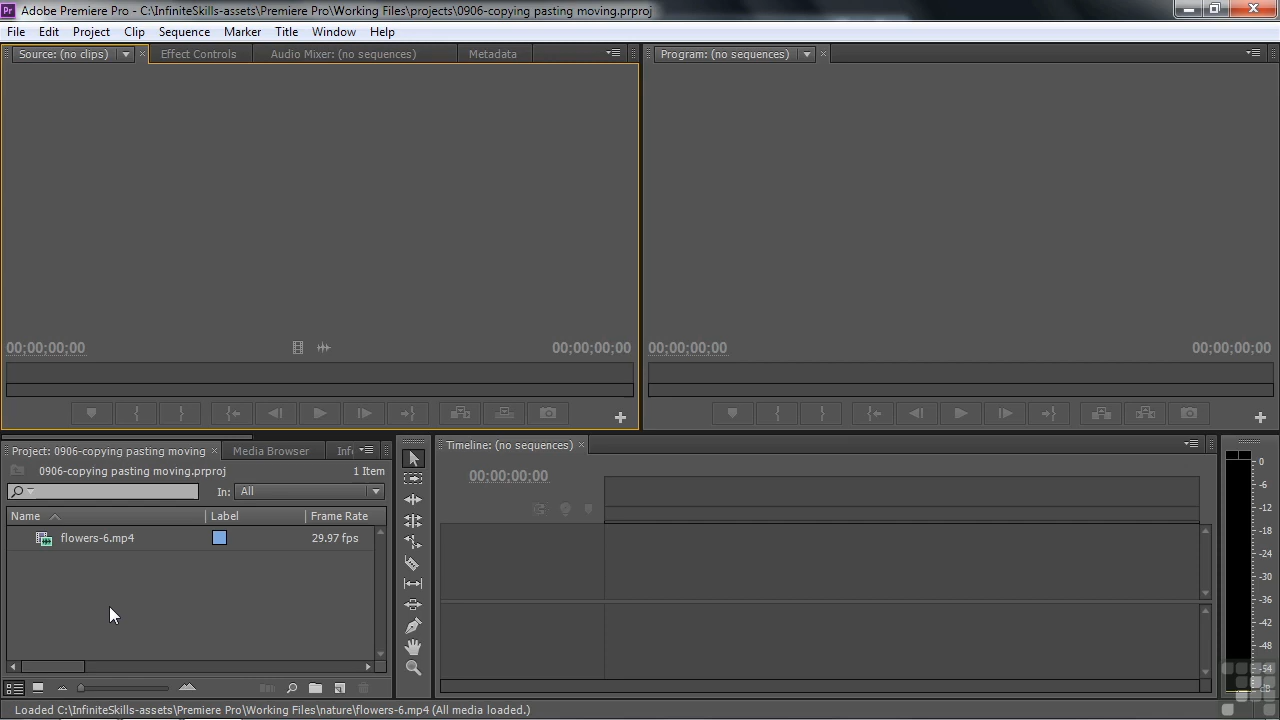 Pr Adobe Premiere Pro - C:\InfiniteSkills-assets\Premiere Pro\Working Files\projects\0906-copying pasting moving.prproj
File Edit Project Clip Sequence Marker Title Window Help
Source: (no clips) Effect Controls Audio Mixer: (no sequences) Metadata
Program: (no sequences)
00;00;00;00 00;00;00;00
00;00;00;00 00;00;00;00
Project: 0906-copying pasting moving Media Browser Inf
0906-copying pasting moving.prproj 1 Item
In: All
Name Label Frame Rate
flowers-6.mp4 29.97 fps
Timeline: (no sequences)
00;00;00;00
0
-6
-12
-18
-24
-30
-36
-42
-48
-54
dB
Loaded C:\InfiniteSkills-assets\Premiere Pro\Working Files\nature\flowers-6.mp4 (All media loaded.)